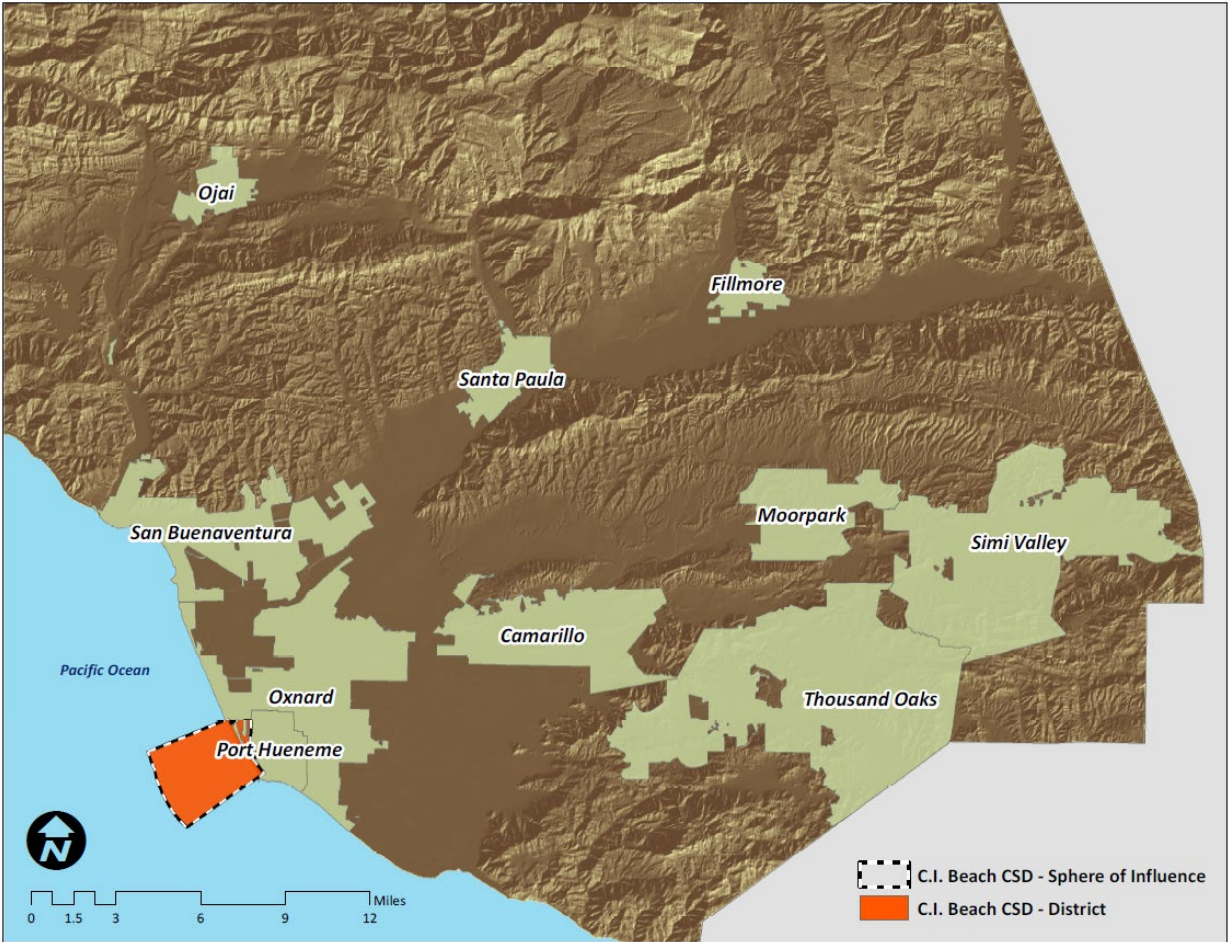 Ojai
Fillmore
Santa Paula
Moorpark
San Buenaventura
Simi Valley
Camarillo
Pacific Ocean
Oxnard
Thousand Oaks
Port Hueneme
N
C.I. Beach CSD - Sphere of Influence
C.I. Beach CSD - District
Miles
0 1.5 3 6 9 12